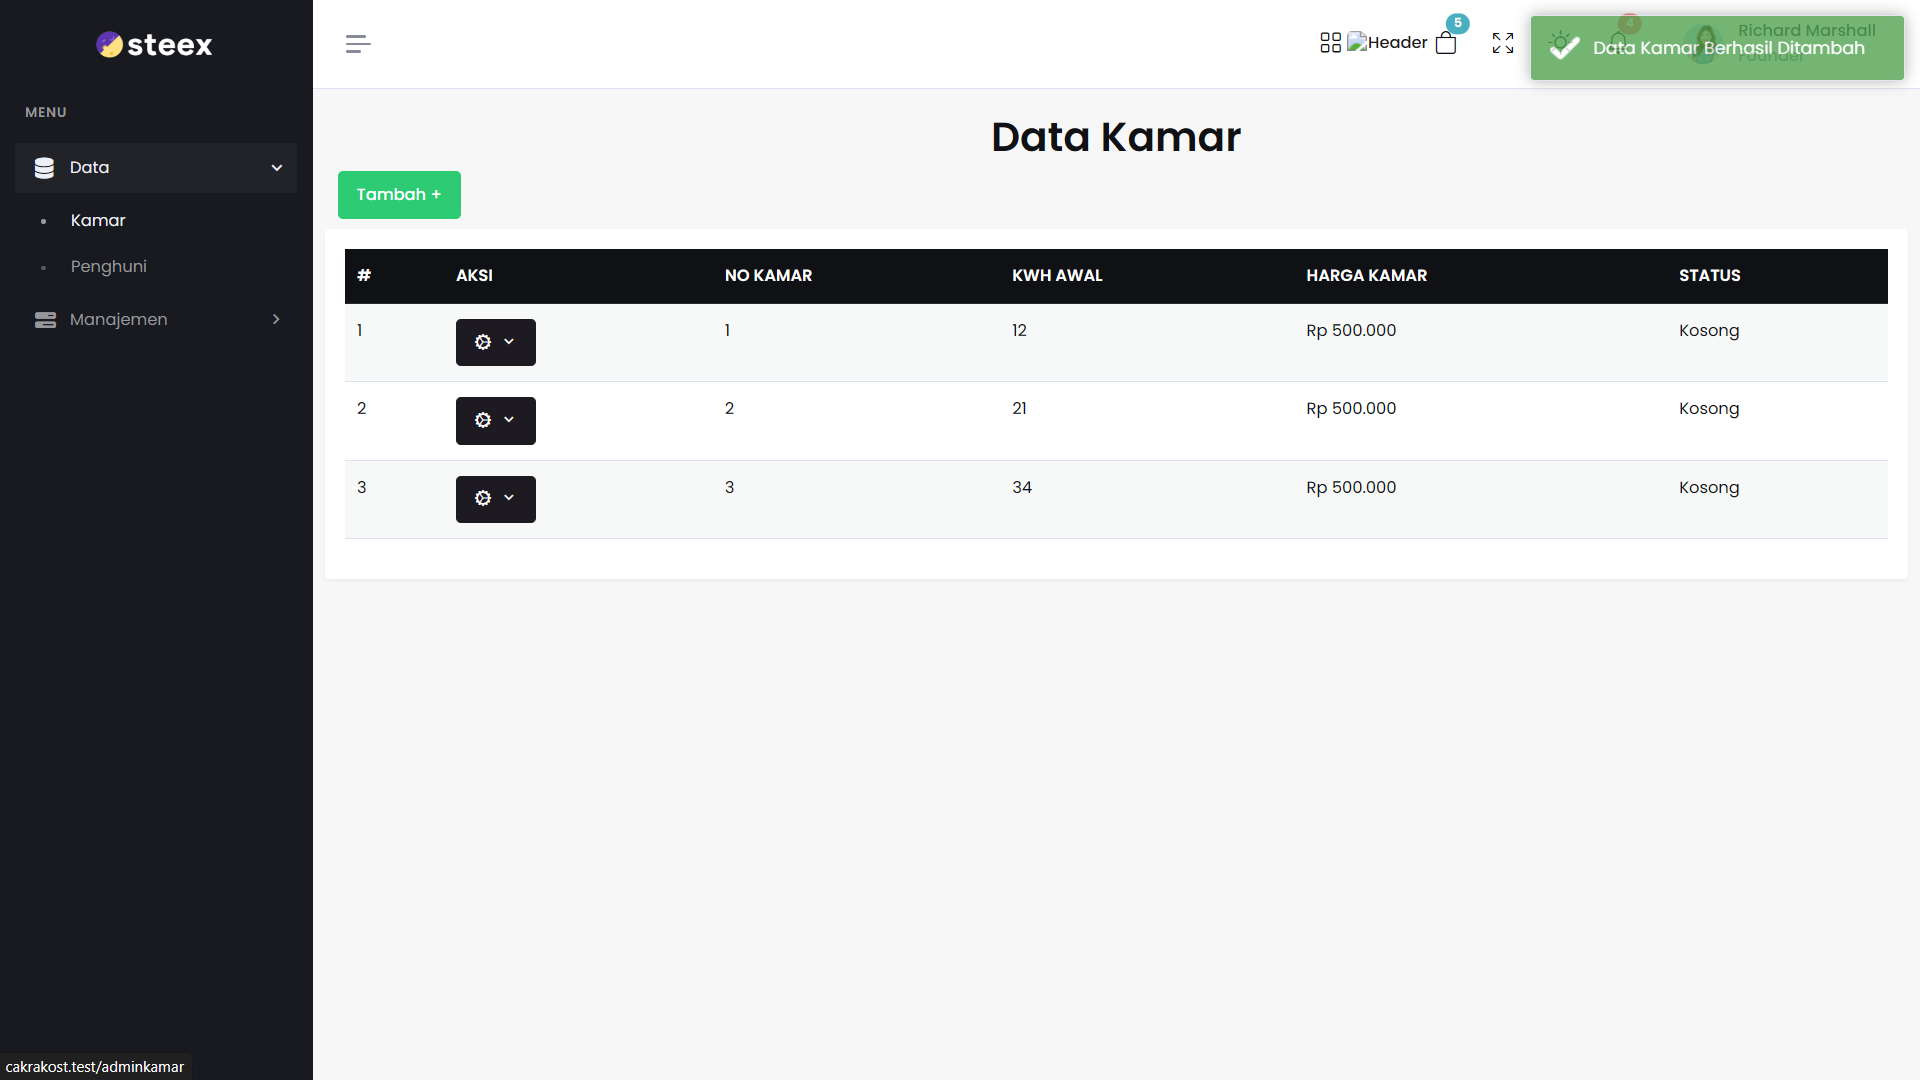 steex
MENU
Data
Kamar
Penghuni
Manajemen
Header
5
4
Richard Marshall
Founder
Data Kamar Berhasil Ditambah
Data Kamar
Tambah +
# AKSI NO KAMAR KWH AWAL HARGA KAMAR STATUS
1 1 12 Rp 500.000 Kosong
2 2 21 Rp 500.000 Kosong
3 3 34 Rp 500.000 Kosong
cakrakost.test/adminkamar